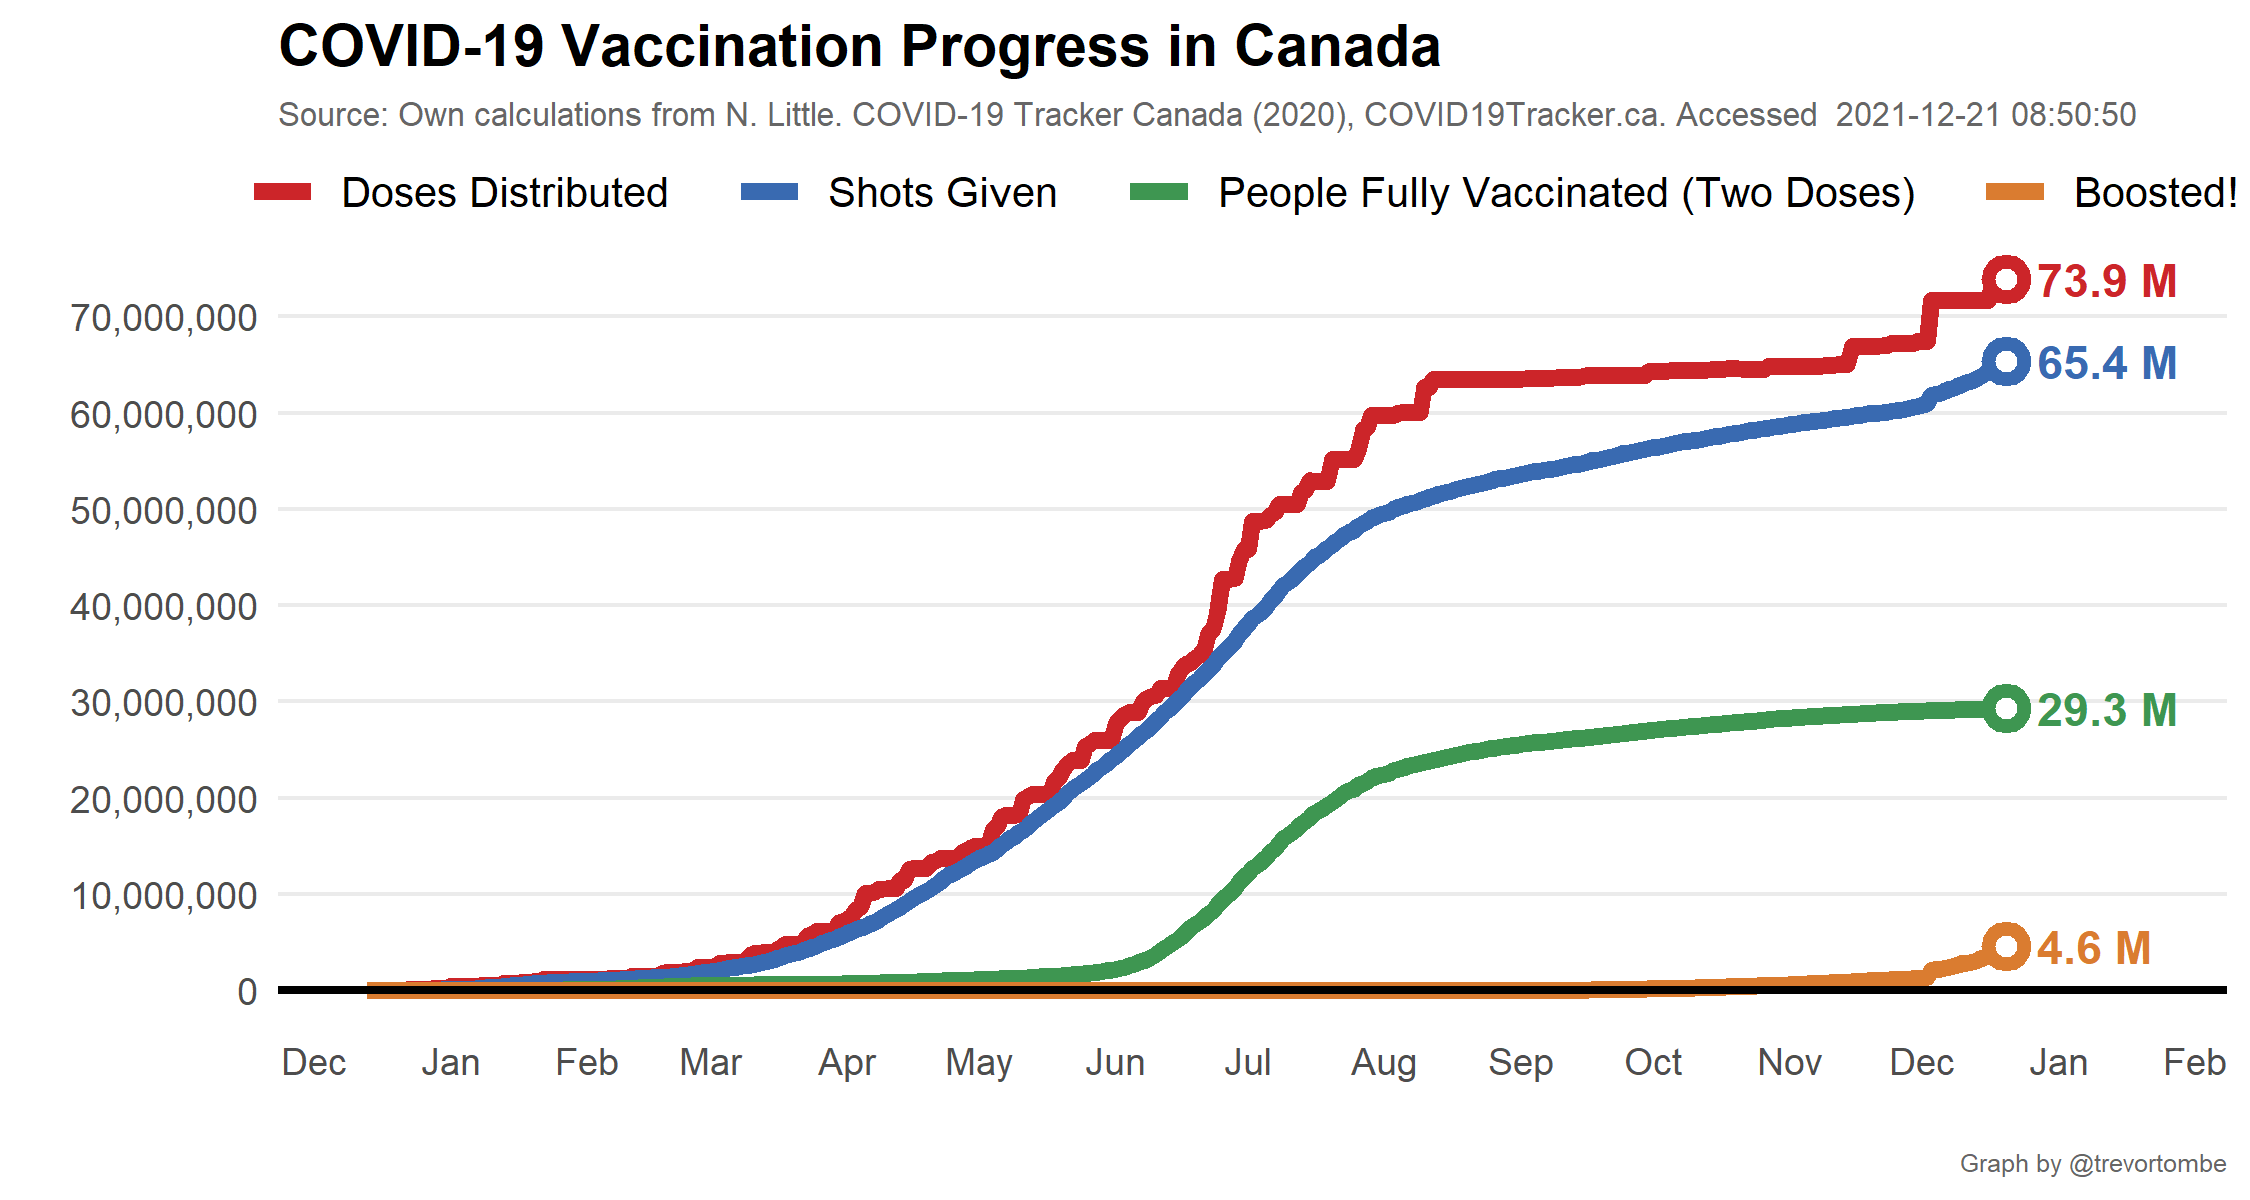 COVID-19 Vaccination Progress in Canada
Source: Own calculations from N. Little. COVID-19 Tracker Canada (2020), COVID19Tracker.ca. Accessed  2021-12-21 08:50:50
Doses Distributed Shots Given People Fully Vaccinated (Two Doses) Boosted!
73.9 M
70,000,000
65.4 M
60,000,000
50,000,000
40,000,000
30,000,000
29.3 M
20,000,000
10,000,000
4.6 M
0
Dec Jan Feb Mar Apr May Jun Jul Aug Sep Oct Nov Dec Jan Feb
Graph by @trevortombe